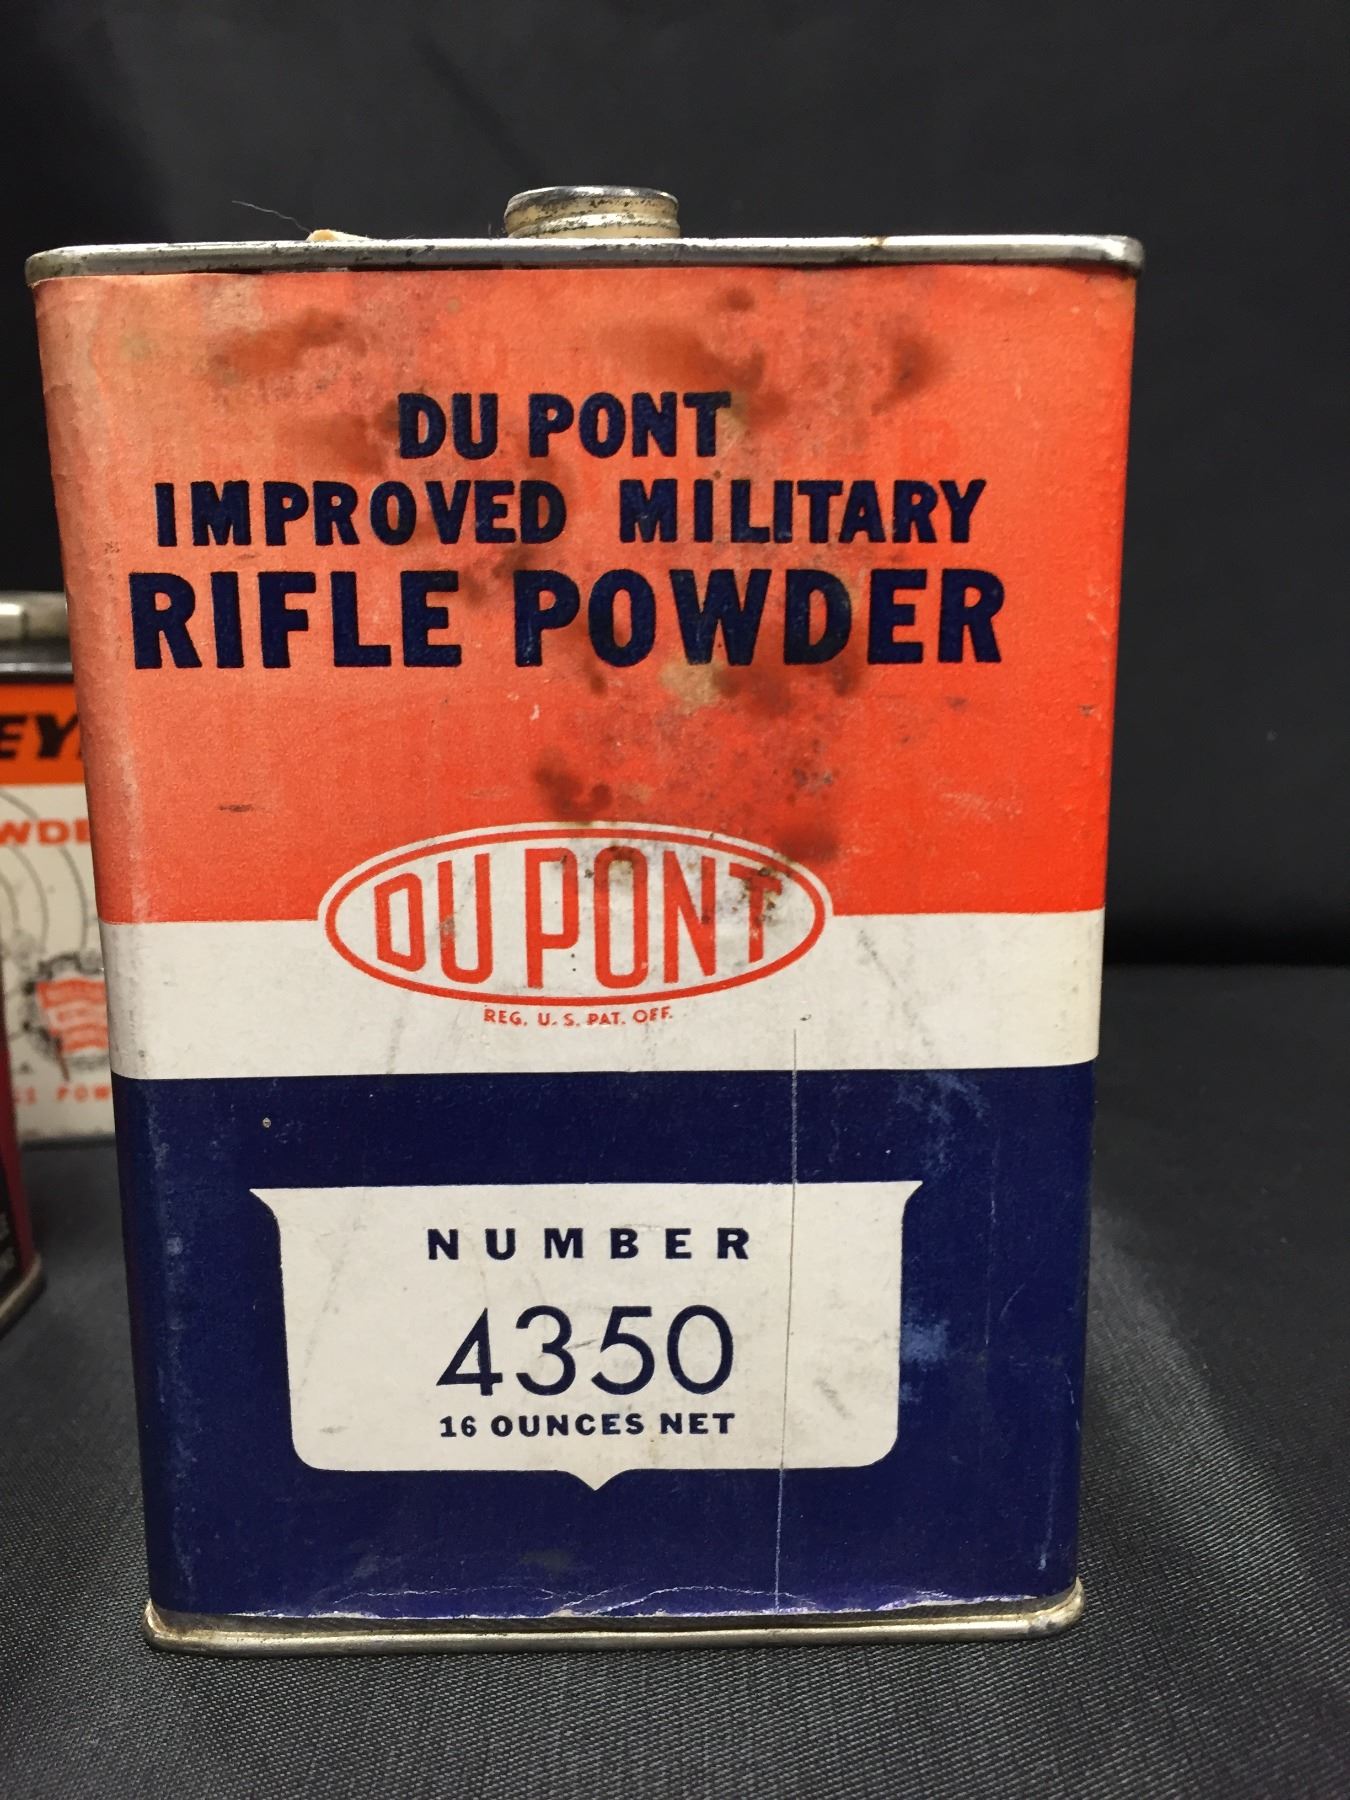 DU PONT
IMPROVED MILITARY
RIFLE POWDER
DU PONT
REG. U. S. PAT. OFF.
NUMBER
4350
16 OUNCES NET